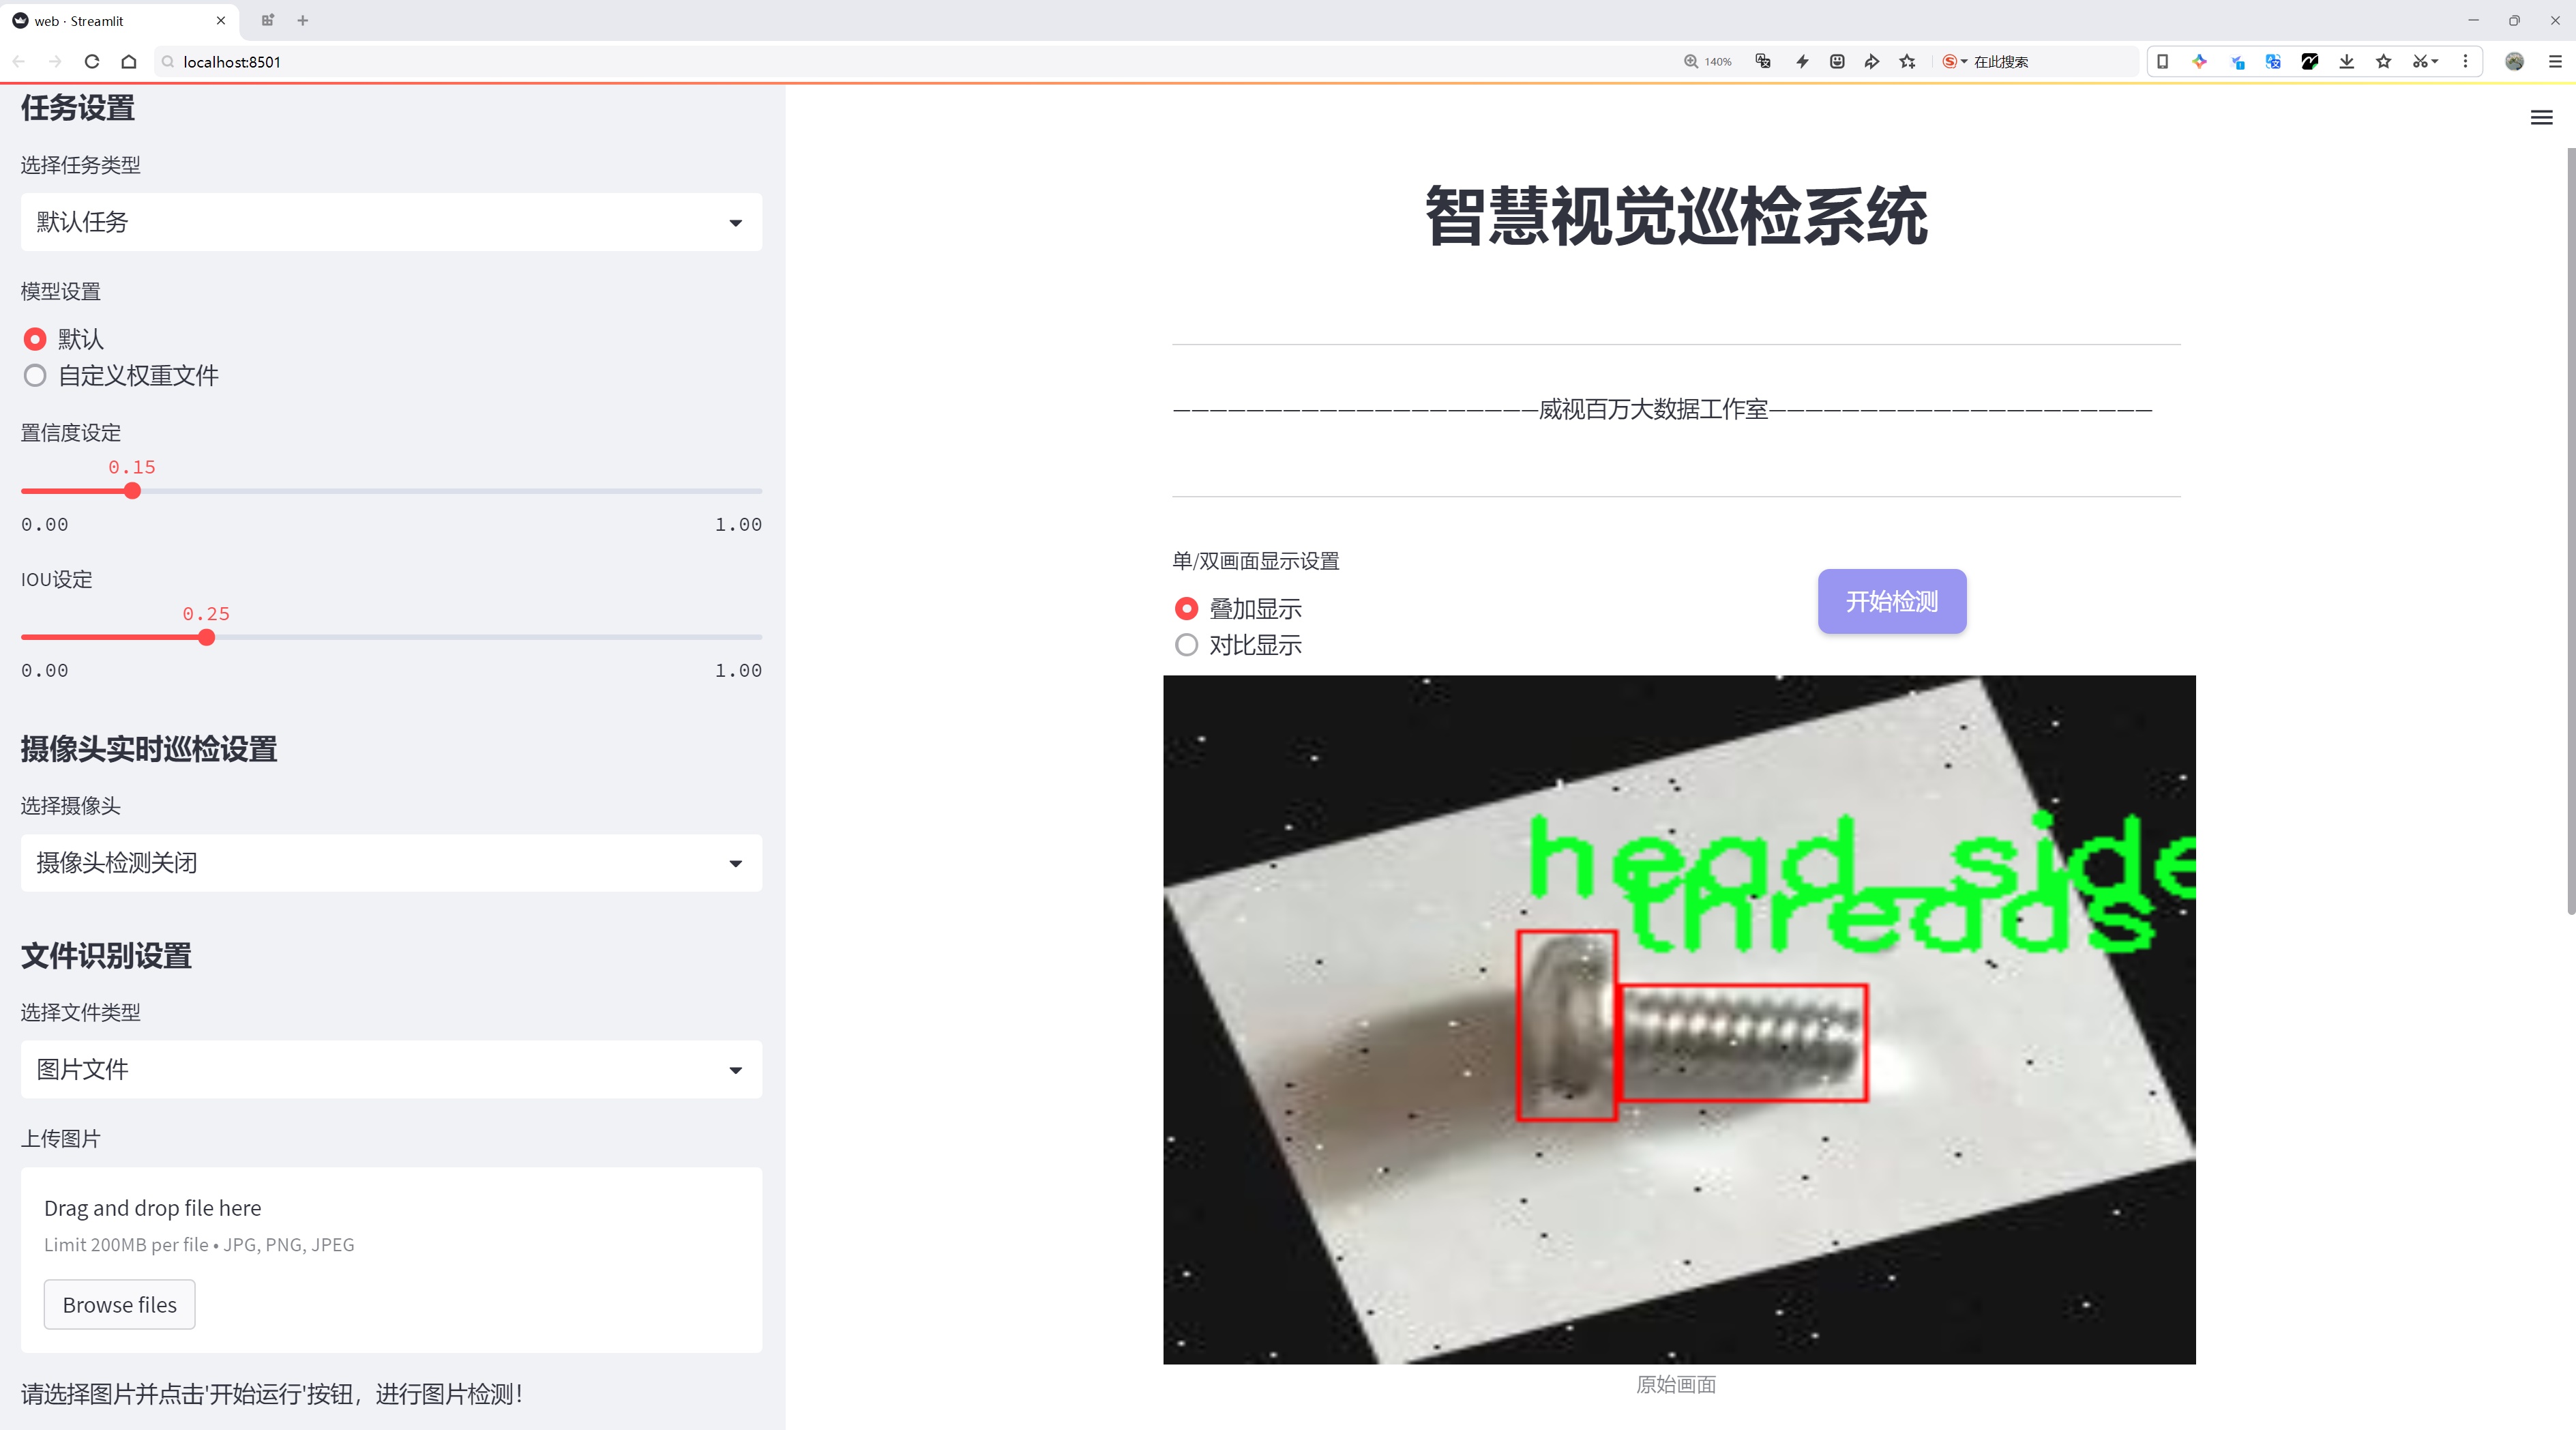 web · Streamlit
localhost:8501
140%
在此搜索
任务设置
选择任务类型
默认任务
模型设置
默认
自定义权重文件
置信度设定
0.15
0.00
1.00
IOU设定
0.25
0.00
1.00
摄像头实时巡检设置
选择摄像头
摄像头检测关闭
文件识别设置
选择文件类型
图片文件
上传图片
Drag and drop file here
Limit 200MB per file • JPG, PNG, JPEG
Browse files
请选择图片并点击'开始运行'按钮，进行图片检测！
智慧视觉巡检系统
—————————————————————威视百万大数据工作室——————————————————————
单/双画面显示设置
叠加显示
对比显示
开始检测
head_side
threads
原始画面